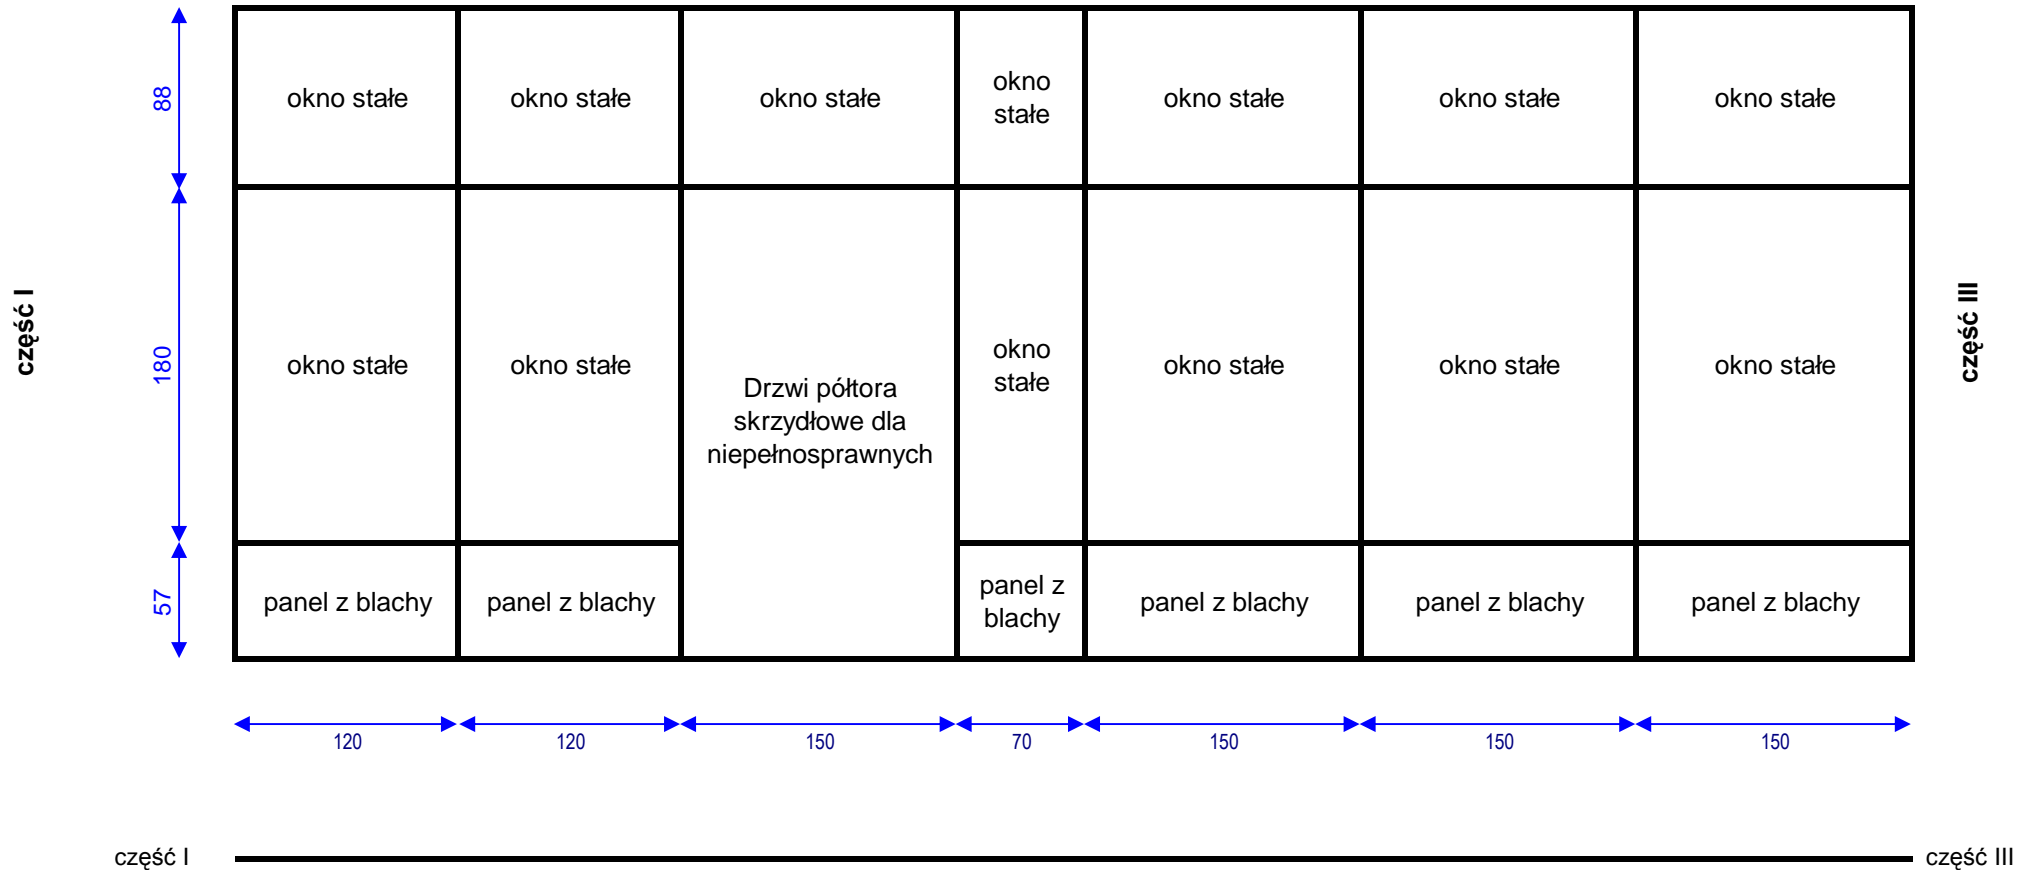 88
okno stałe
okno stałe
okno stałe
okno
stałe
okno stałe
okno stałe
okno stałe
część I
180
okno stałe
okno stałe
Drzwi półtora
skrzydłowe dla
niepełnosprawnych
okno
stałe
okno stałe
okno stałe
okno stałe
część III
57
panel z blachy
panel z blachy
panel z
blachy
panel z blachy
panel z blachy
panel z blachy
120
120
150
70
150
150
150
część I
część III